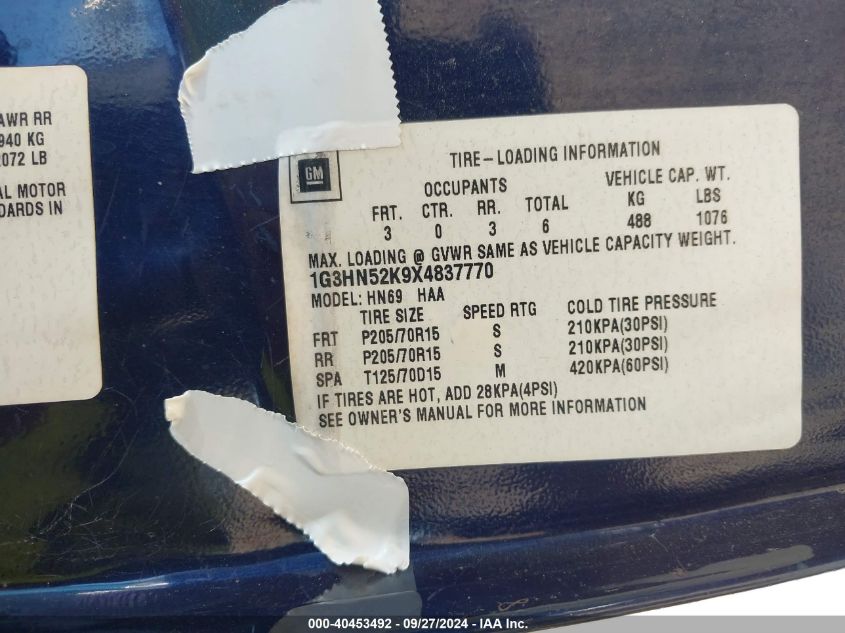 AWR RR
940 KG
2072 LB
AL MOTOR
DARDS IN
GM
TIRE-LOADING INFORMATION
OCCUPANTS VEHICLE CAP. WT.
FRT. CTR. RR. TOTAL KG LBS
3 0 3 6 488 1076
MAX. LOADING @ GVWR SAME AS VEHICLE CAPACITY WEIGHT.
1G3HN52K9X4837770
MODEL: HN69 HAA
TIRE SIZE SPEED RTG COLD TIRE PRESSURE
FRT P205/70R15 S 210KPA(30PSI)
RR P205/70R15 S 210KPA(30PSI)
SPA T125/70D15 M 420KPA(60PSI)
IF TIRES ARE HOT, ADD 28KPA(4PSI)
SEE OWNER'S MANUAL FOR MORE INFORMATION
000-40453492 - 09/27/2024 - IAA Inc.